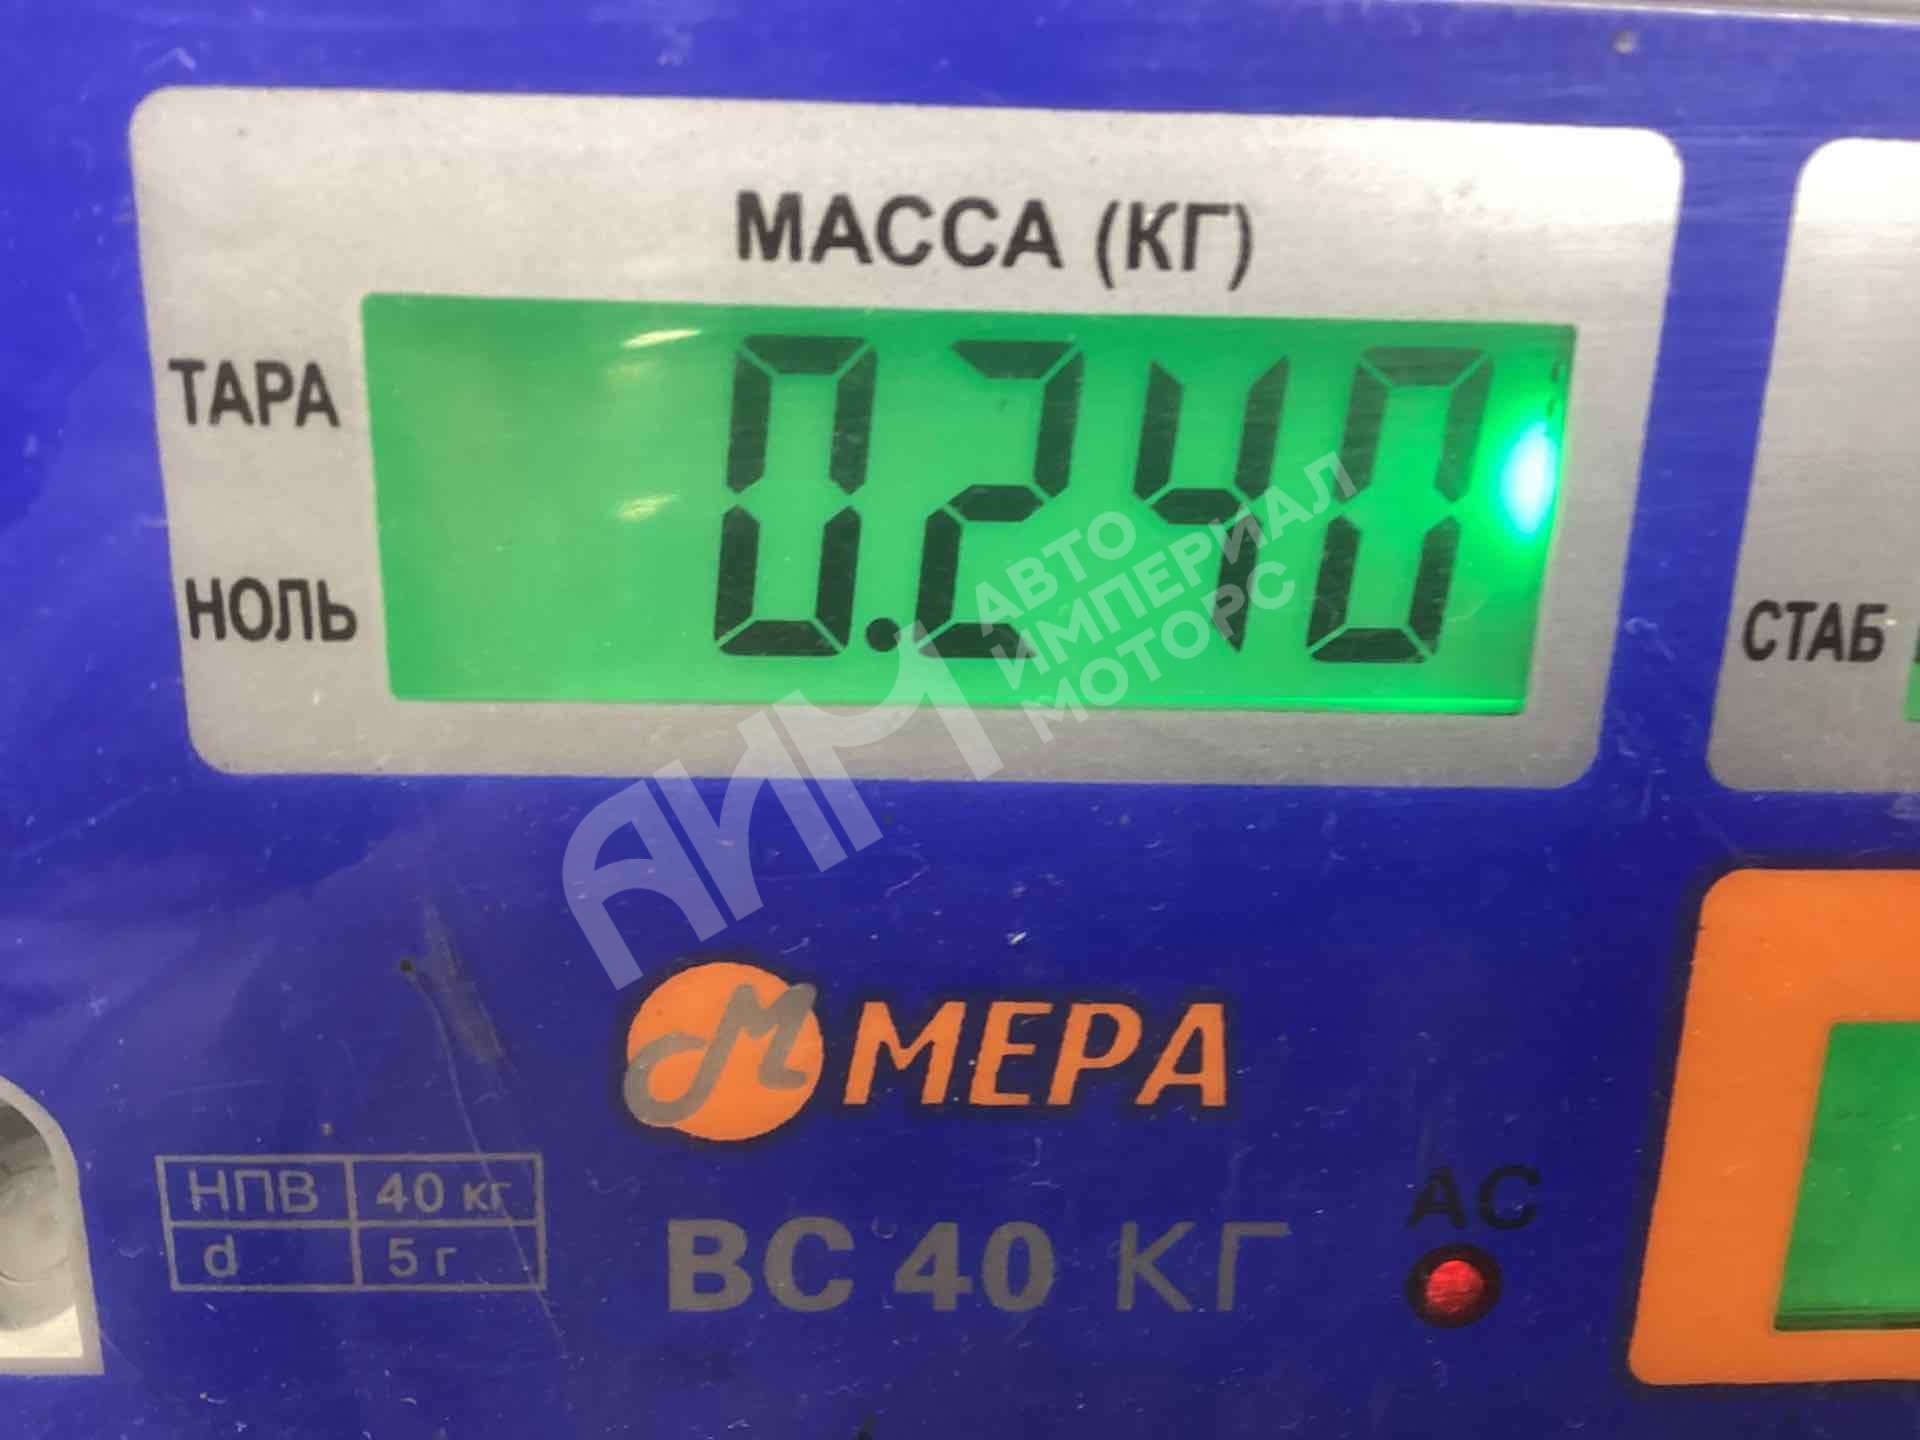 МАССА (КГ)
ТАРА
0.240
НОЛЬ
СТАБ
АИМ
АВТО
ИМПЕРИАЛ
МОТОРС
М МЕРА
НПВ 40 кг
d 5 г
ВС 40 КГ
АС